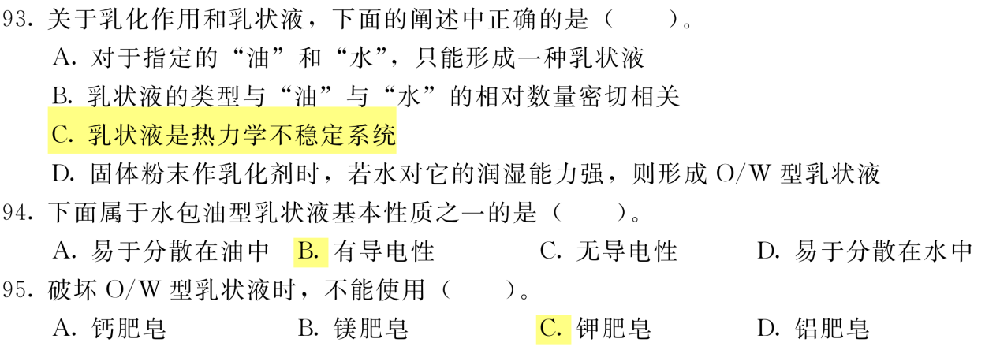 93. 关于乳化作用和乳状液，下面的阐述中正确的是（　　）。
A. 对于指定的“油”和“水”，只能形成一种乳状液
B. 乳状液的类型与“油”与“水”的相对数量密切相关
C. 乳状液是热力学不稳定系统
D. 固体粉末作乳化剂时，若水对它的润湿能力强，则形成 O/W 型乳状液
94. 下面属于水包油型乳状液基本性质之一的是（　　）。
A. 易于分散在油中 B. 有导电性 C. 无导电性 D. 易于分散在水中
95. 破坏 O/W 型乳状液时，不能使用（　　）。
A. 钙肥皂 B. 镁肥皂 C. 钾肥皂 D. 铝肥皂